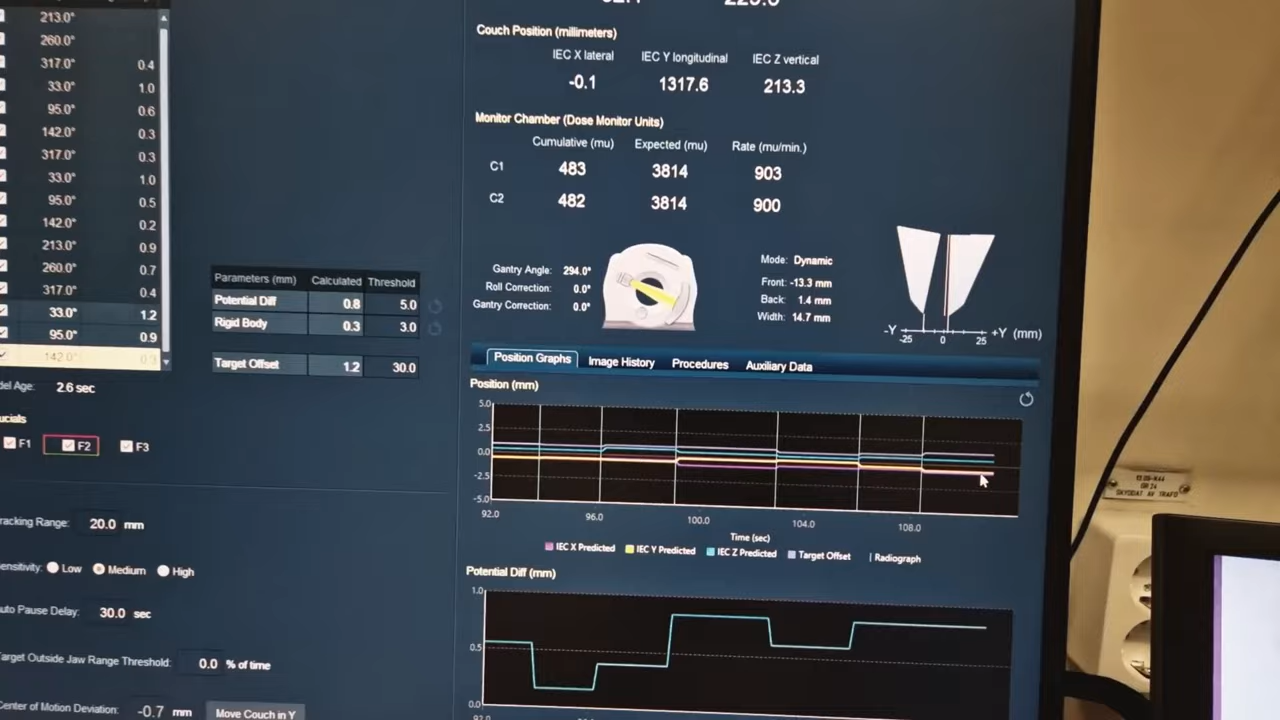 213.0°
260.0°
317.0° 0.4
33.0° 1.0
95.0° 0.6
142.0° 0.3
317.0° 0.3
33.0° 1.0
95.0° 0.5
142.0° 0.2
213.0° 0.9
260.0° 0.7
317.0° 0.4
33.0° 1.2
95.0° 0.9
142.0°
del Age: 2.6 sec
ucials
F1 F2 F3
racking Range: 20.0 mm
ensitivity: Low Medium High
uto Pause Delay: 30.0 sec
Target Outside Jaw Range Threshold: 0.0 % of time
Center of Motion Deviation: -0.7 mm Move Couch in Y
Parameters (mm) Calculated Threshold
Potential Diff 0.8 5.0
Rigid Body 0.3 3.0
Target Offset 1.2 30.0
Couch Position (millimeters)
IEC X lateral IEC Y longitudinal IEC Z vertical
-0.1 1317.6 213.3
Monitor Chamber (Dose Monitor Units)
Cumulative (mu) Expected (mu) Rate (mu/min.)
C1 483 3814 903
C2 482 3814 900
Gantry Angle: 294.0°
Roll Correction: 0.0°
Gantry Correction: 0.0°
Mode: Dynamic
Front: -13.3 mm
Back: 1.4 mm
Width: 14.7 mm
-Y +Y (mm)
-25 0 25
Position Graphs Image History Procedures Auxiliary Data
Position (mm)
5.0
2.5
0.0
-2.5
-5.0
92.0 96.0 100.0 104.0 108.0
Time (sec)
IEC X Predicted IEC Y Predicted IEC Z Predicted Target Offset | Radiograph
Potential Diff (mm)
1.0
0.5
0.0
92.0